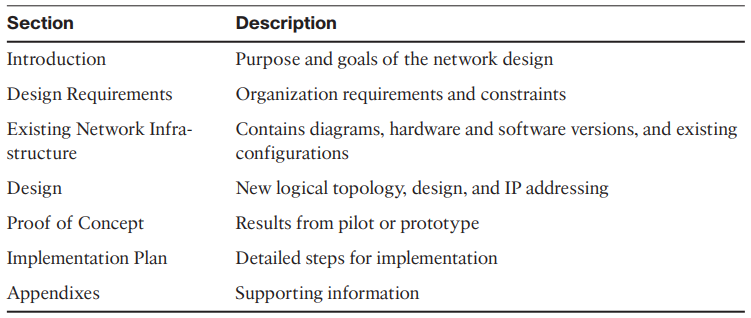 Section Description
Introduction Purpose and goals of the network design
Design Requirements Organization requirements and constraints
Existing Network Infra- Contains diagrams, hardware and software versions, and existing
structure configurations
Design New logical topology, design, and IP addressing
Proof of Concept Results from pilot or prototype
Implementation Plan Detailed steps for implementation
Appendixes Supporting information